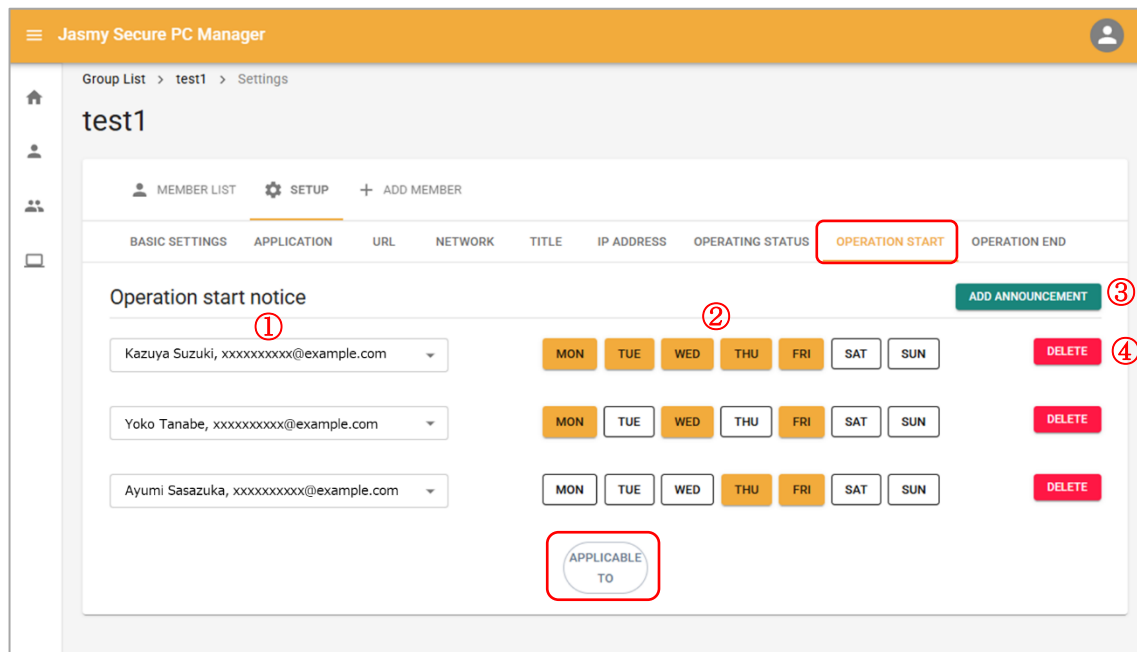 Jasmy Secure PC Manager
Group List > test1 > Settings
test1
MEMBER LIST SETUP + ADD MEMBER
BASIC SETTINGS APPLICATION URL NETWORK TITLE IP ADDRESS OPERATING STATUS OPERATION START OPERATION END
Operation start notice ADD ANNOUNCEMENT ③
① ②
Kazuya Suzuki, xxxxxxxxxx@example.com MON TUE WED THU FRI SAT SUN DELETE ④
Yoko Tanabe, xxxxxxxxxx@example.com MON TUE WED THU FRI SAT SUN DELETE
Ayumi Sasazuka, xxxxxxxxxx@example.com MON TUE WED THU FRI SAT SUN DELETE
APPLICABLE
TO